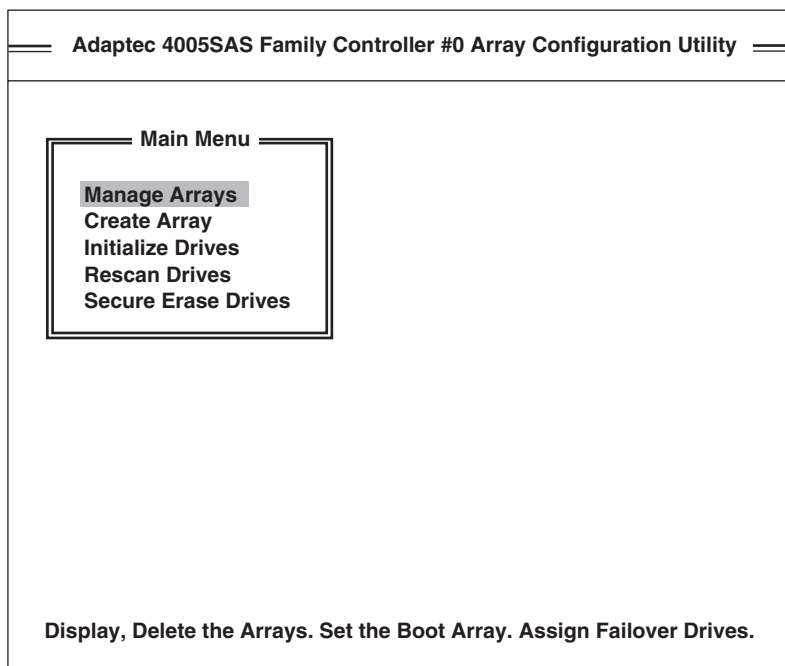 Adaptec 4005SAS Family Controller #0 Array Configuration Utility
Main Menu
Manage Arrays
Create Array
Initialize Drives
Rescan Drives
Secure Erase Drives
Display, Delete the Arrays. Set the Boot Array. Assign Failover Drives.